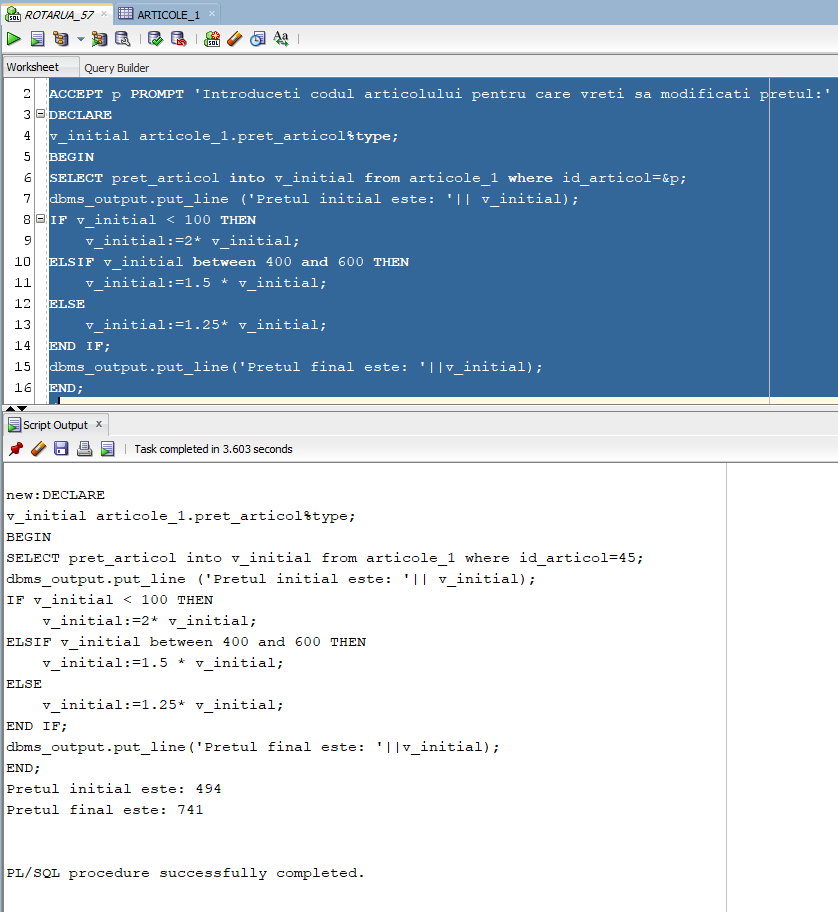 ROTARUA_57 × ARTICOLE_1 ×
SQL Aa
Worksheet Query Builder
2 ACCEPT p PROMPT 'Introduceti codul articolului pentru care vreti sa modificati pretul:'
3 DECLARE
4 v_initial articole_1.pret_articol%type;
5 BEGIN
6 SELECT pret_articol into v_initial from articole_1 where id_articol=&p;
7 dbms_output.put_line ('Pretul initial este: '|| v_initial);
8 IF v_initial < 100 THEN
9 v_initial:=2* v_initial;
10 ELSIF v_initial between 400 and 600 THEN
11 v_initial:=1.5 * v_initial;
12 ELSE
13 v_initial:=1.25* v_initial;
14 END IF;
15 dbms_output.put_line('Pretul final este: '||v_initial);
16 END;
Script Output ×
Task completed in 3.603 seconds
new:DECLARE
v_initial articole_1.pret_articol%type;
BEGIN
SELECT pret_articol into v_initial from articole_1 where id_articol=45;
dbms_output.put_line ('Pretul initial este: '|| v_initial);
IF v_initial < 100 THEN
v_initial:=2* v_initial;
ELSIF v_initial between 400 and 600 THEN
v_initial:=1.5 * v_initial;
ELSE
v_initial:=1.25* v_initial;
END IF;
dbms_output.put_line('Pretul final este: '||v_initial);
END;
Pretul initial este: 494
Pretul final este: 741
PL/SQL procedure successfully completed.